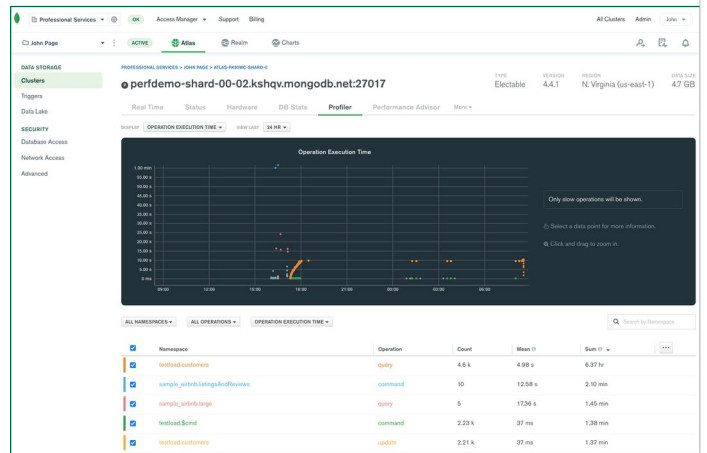 Professional Services OK Access Manager Support Billing All Clusters Admin John
John Page ACTIVE Atlas Realm Charts
DATA STORAGE
Clusters
Triggers
Data Lake
SECURITY
Database Access
Network Access
Advanced
PROFESSIONAL SERVICES > JOHN PAGE >
perfdemo-shard-00-02.kshqv.mongodb.net:27017
TYPE VERSION REGION DATA SIZE
Electable 4.4.1 N. Virginia (us-east-1) 4.7 GB
Real Time Status Hardware DB Stats Profiler Performance Advisor More
DISPLAY OPERATION EXECUTION TIME VIEW LAST 24 HR
Operation Execution Time
1.00 min
55.00 s
50.00 s
45.00 s
40.00 s
35.00 s
30.00 s
25.00 s
20.00 s
15.00 s
10.00 s
5.00 s
0 ms
09:00 12:00 15:00 18:00 21:00 00:00 03:00 06:00
Only slow operations will be shown.
Select a data point for more information.
Click and drag to zoom in.
ALL NAMESPACES ALL OPERATIONS OPERATION EXECUTION TIME Search by Namespace
Namespace Operation Count Mean Sum
testload.customers query 4.6 k 4.98 s 6.37 hr
sample_airbnb.listingsAndReviews command 10 12.58 s 2.10 min
sample_airbnb.large query 5 17.36 s 1.45 min
testload.$cmd command 2.23 k 37 ms 1.38 min
testload.customers update 2.21 k 37 ms 1.37 min